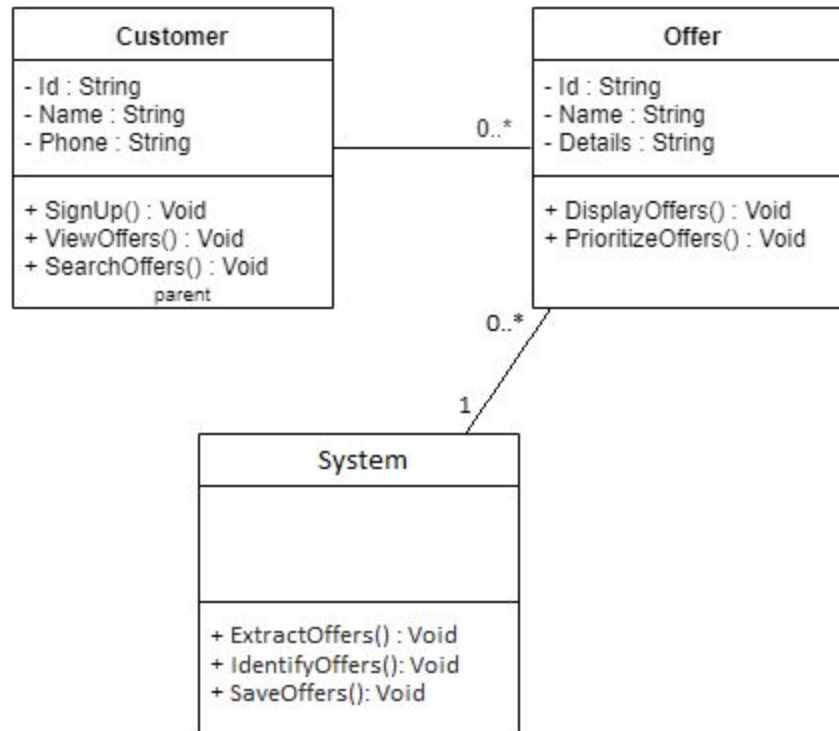 Customer
- Id : String
- Name : String
- Phone : String
+ SignUp() : Void
+ ViewOffers() : Void
+ SearchOffers() : Void
parent
0..*
Offer
- Id : String
- Name : String
- Details : String
+ DisplayOffers() : Void
+ PrioritizeOffers() : Void
0..*
1
System
+ ExtractOffers() : Void
+ IdentifyOffers(): Void
+ SaveOffers(): Void